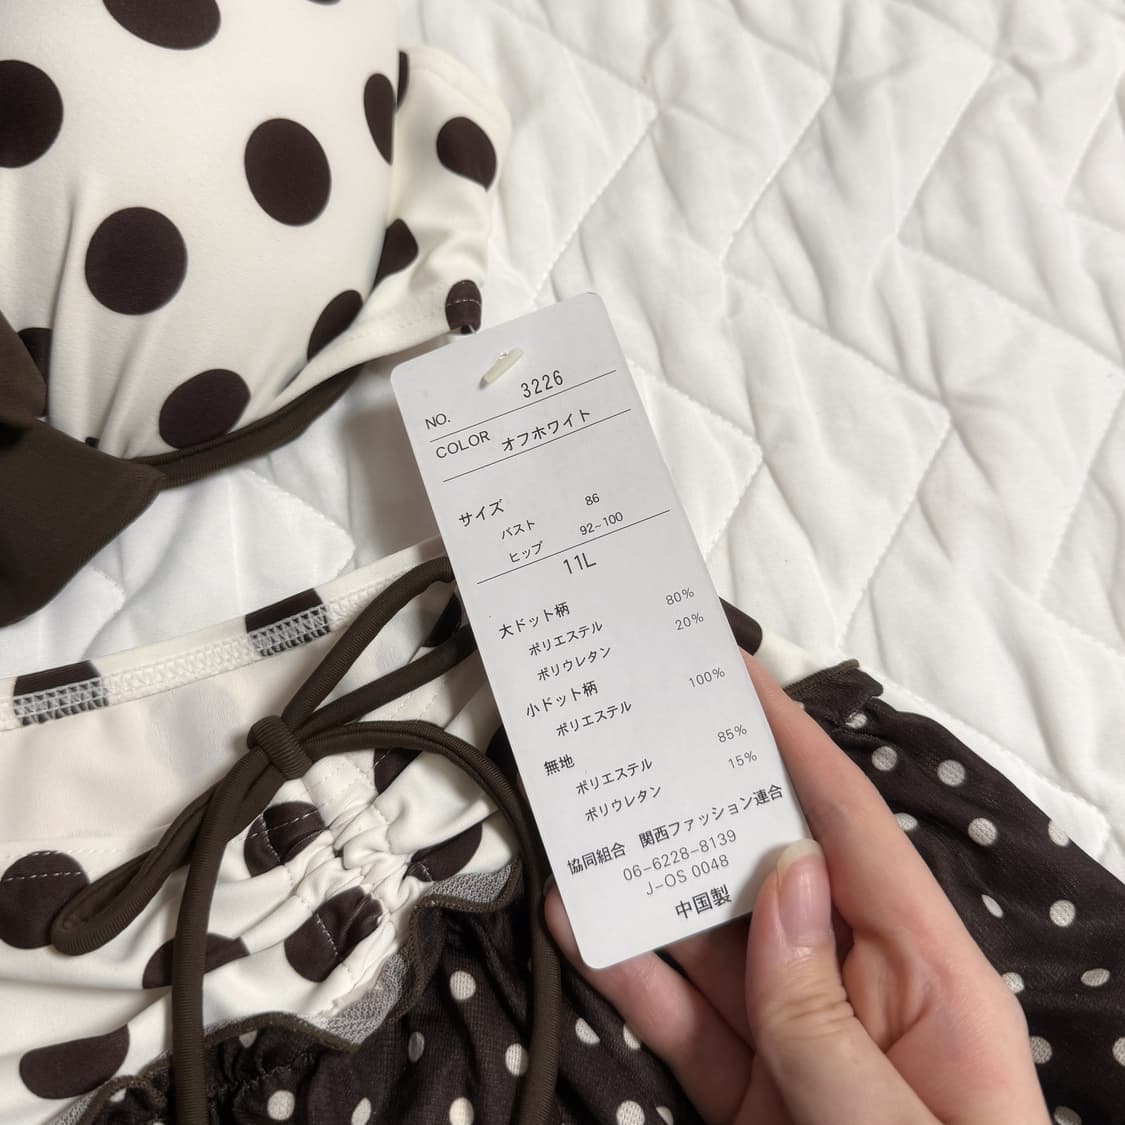 NO. 3226
COLOR オフホワイト
サイズ
バスト 86
ヒップ 92~100
11L
大ドット柄
ポリエステル 80%
ポリウレタン 20%
小ドット柄
ポリエステル 100%
無地
ポリエステル 85%
ポリウレタン 15%
協同組合 関西ファッション連合
06-6228-8139
J-OS 0048
中国製